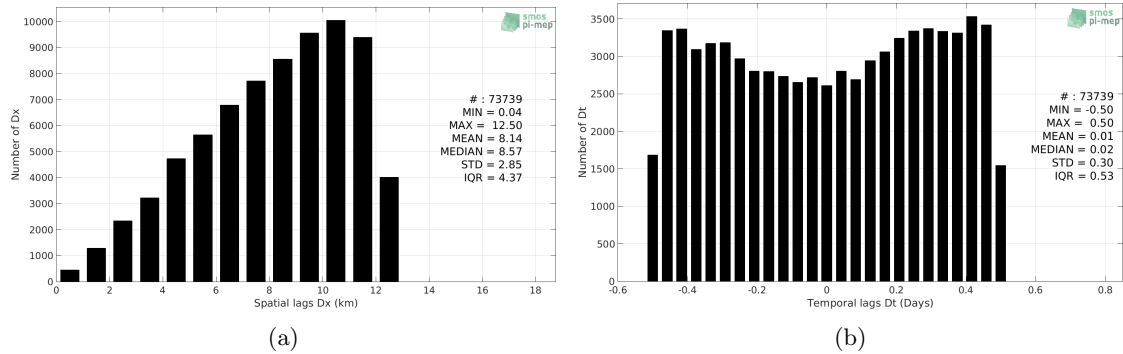 10000
9000
8000
7000
6000
5000
4000
3000
2000
1000
0
Number of Dx
0 2 4 6 8 10 12 14 16 18
Spatial lags Dx (km)
smos
pi-mep
# : 73739
MIN = 0.04
MAX = 12.50
MEAN = 8.14
MEDIAN = 8.57
STD = 2.85
IQR = 4.37
(a)
3500
3000
2500
2000
1500
1000
500
0
Number of Dt
-0.6 -0.4 -0.2 0 0.2 0.4 0.6 0.8
Temporal lags Dt (Days)
smos
pi-mep
# : 73739
MIN = -0.50
MAX = 0.50
MEAN = 0.01
MEDIAN = 0.02
STD = 0.30
IQR = 0.53
(b)